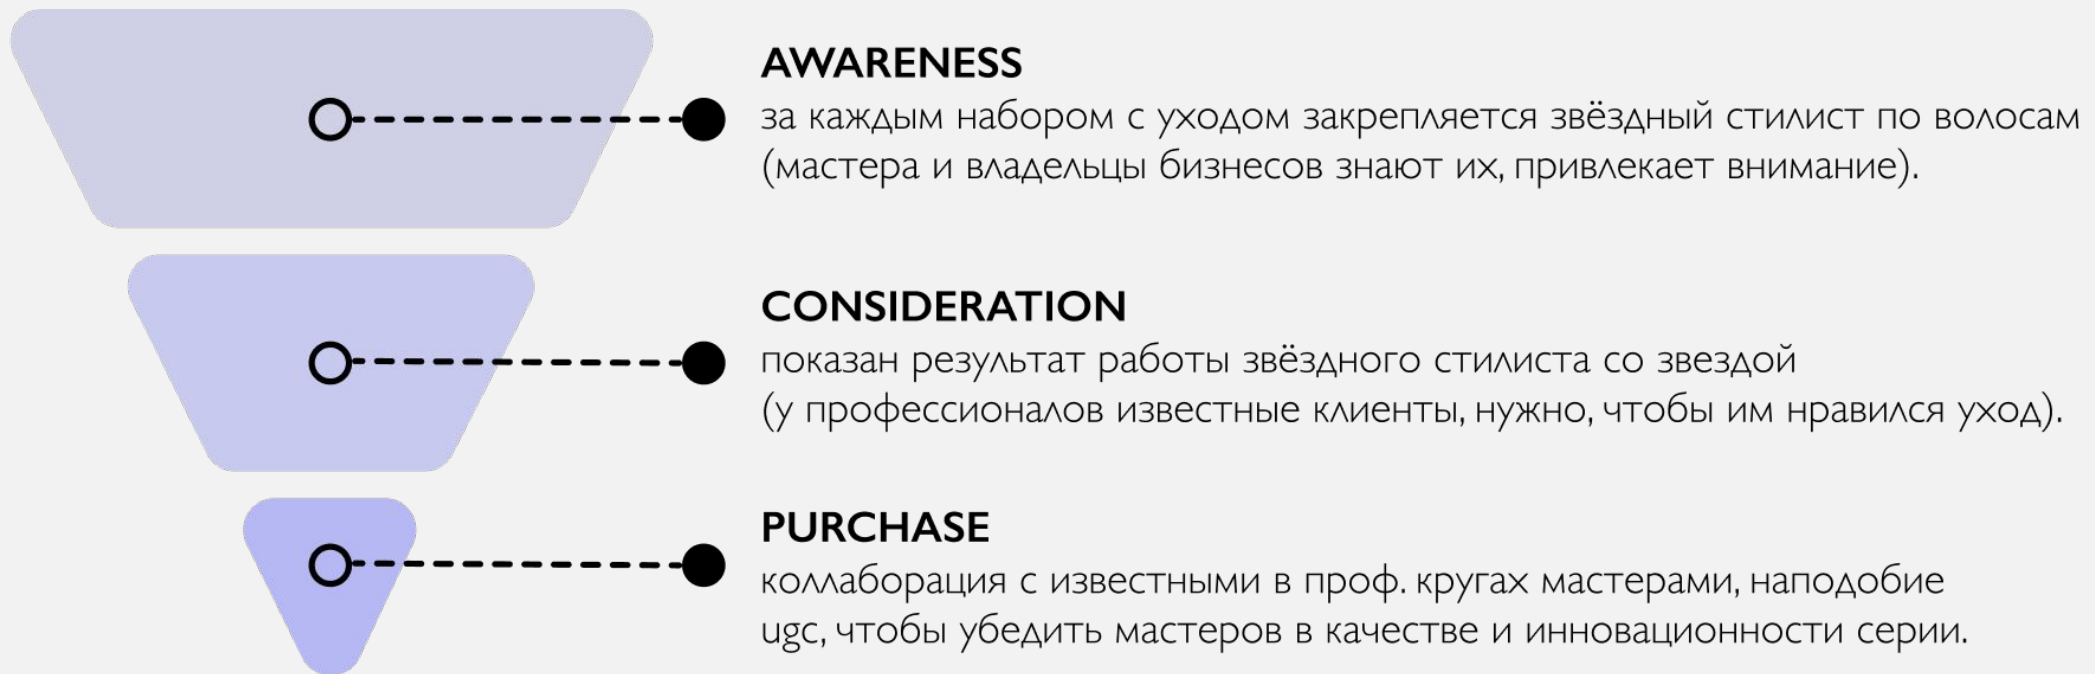 AWARENESS
за каждым набором с уходом закрепляется звёздный стилист по волосам
(мастера и владельцы бизнесов знают их, привлекает внимание).
CONSIDERATION
показан результат работы звёздного стилиста со звездой
(у профессионалов известные клиенты, нужно, чтобы им нравился уход).
PURCHASE
коллаборация с известными в проф. кругах мастерами, наподобие
ugc, чтобы убедить мастеров в качестве и инновационности серии.